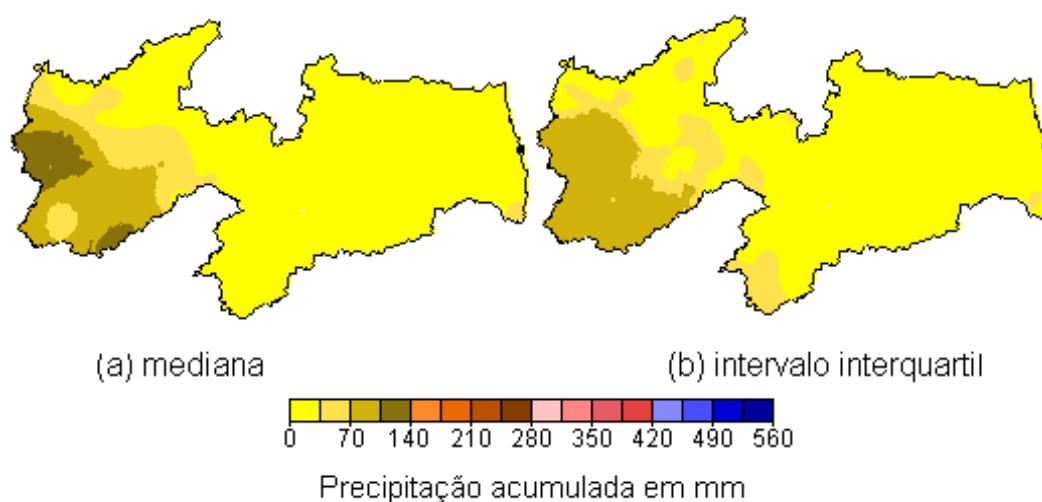 (a) mediana
(b) intervalo interquartil
0 70 140 210 280 350 420 490 560
Precipitação acumulada em mm